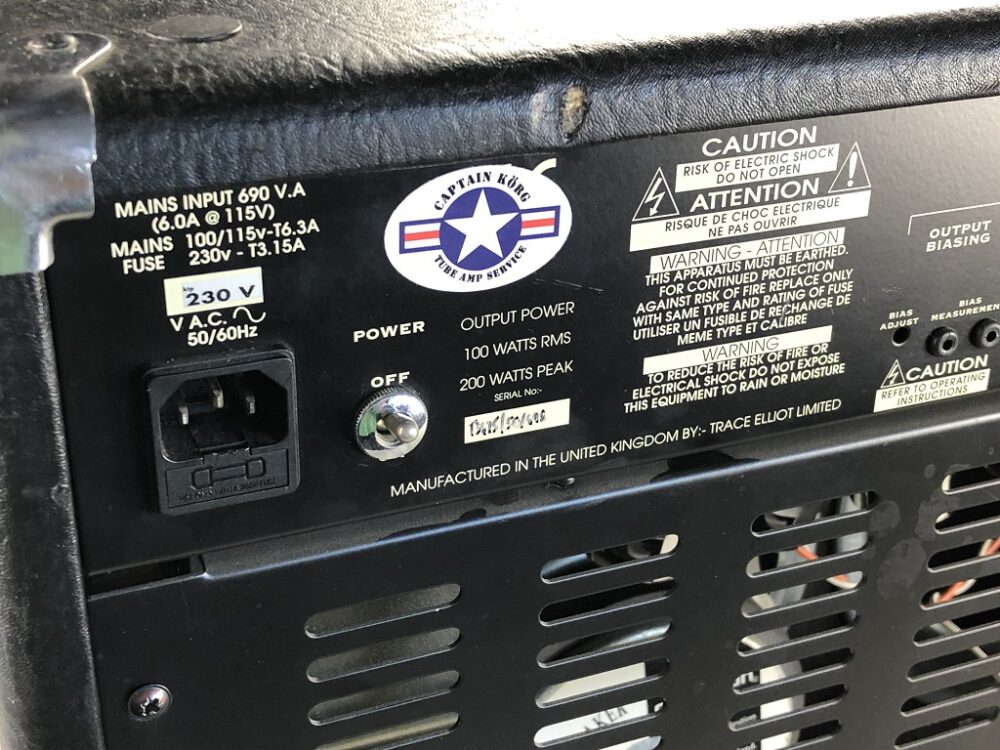 MAINS INPUT 690 V.A
(6.0A @ 115V)
MAINS 100/115v-T6.3A
FUSE 230v - T3.15A
230 V
V A.C.
50/60Hz
CAPTAIN KÖRG
TUBE AMP SERVICE
POWER
OFF
OUTPUT POWER
100 WATTS RMS
200 WATTS PEAK
SERIAL No:-
MANUFACTURED IN THE UNITED KINGDOM BY:- TRACE ELLIOT LIMITED
CAUTION
RISK OF ELECTRIC SHOCK
DO NOT OPEN
ATTENTION
RISQUE DE CHOC ELECTRIQUE
NE PAS OUVRIR
WARNING - ATTENTION
THIS APPARATUS MUST BE EARTHED.
FOR CONTINUED PROTECTION
AGAINST RISK OF FIRE REPLACE ONLY
WITH SAME TYPE AND RATING OF FUSE
UTILISER UN FUSIBLE DE RECHANGE DE
MEME TYPE ET CALIBRE
WARNING
TO REDUCE THE RISK OF FIRE OR
ELECTRICAL SHOCK DO NOT EXPOSE
THIS EQUIPMENT TO RAIN OR MOISTURE
OUTPUT
BIASING
BIAS
ADJUST
BIAS
MEASUREMENT
CAUTION
REFER TO OPERATING
INSTRUCTIONS